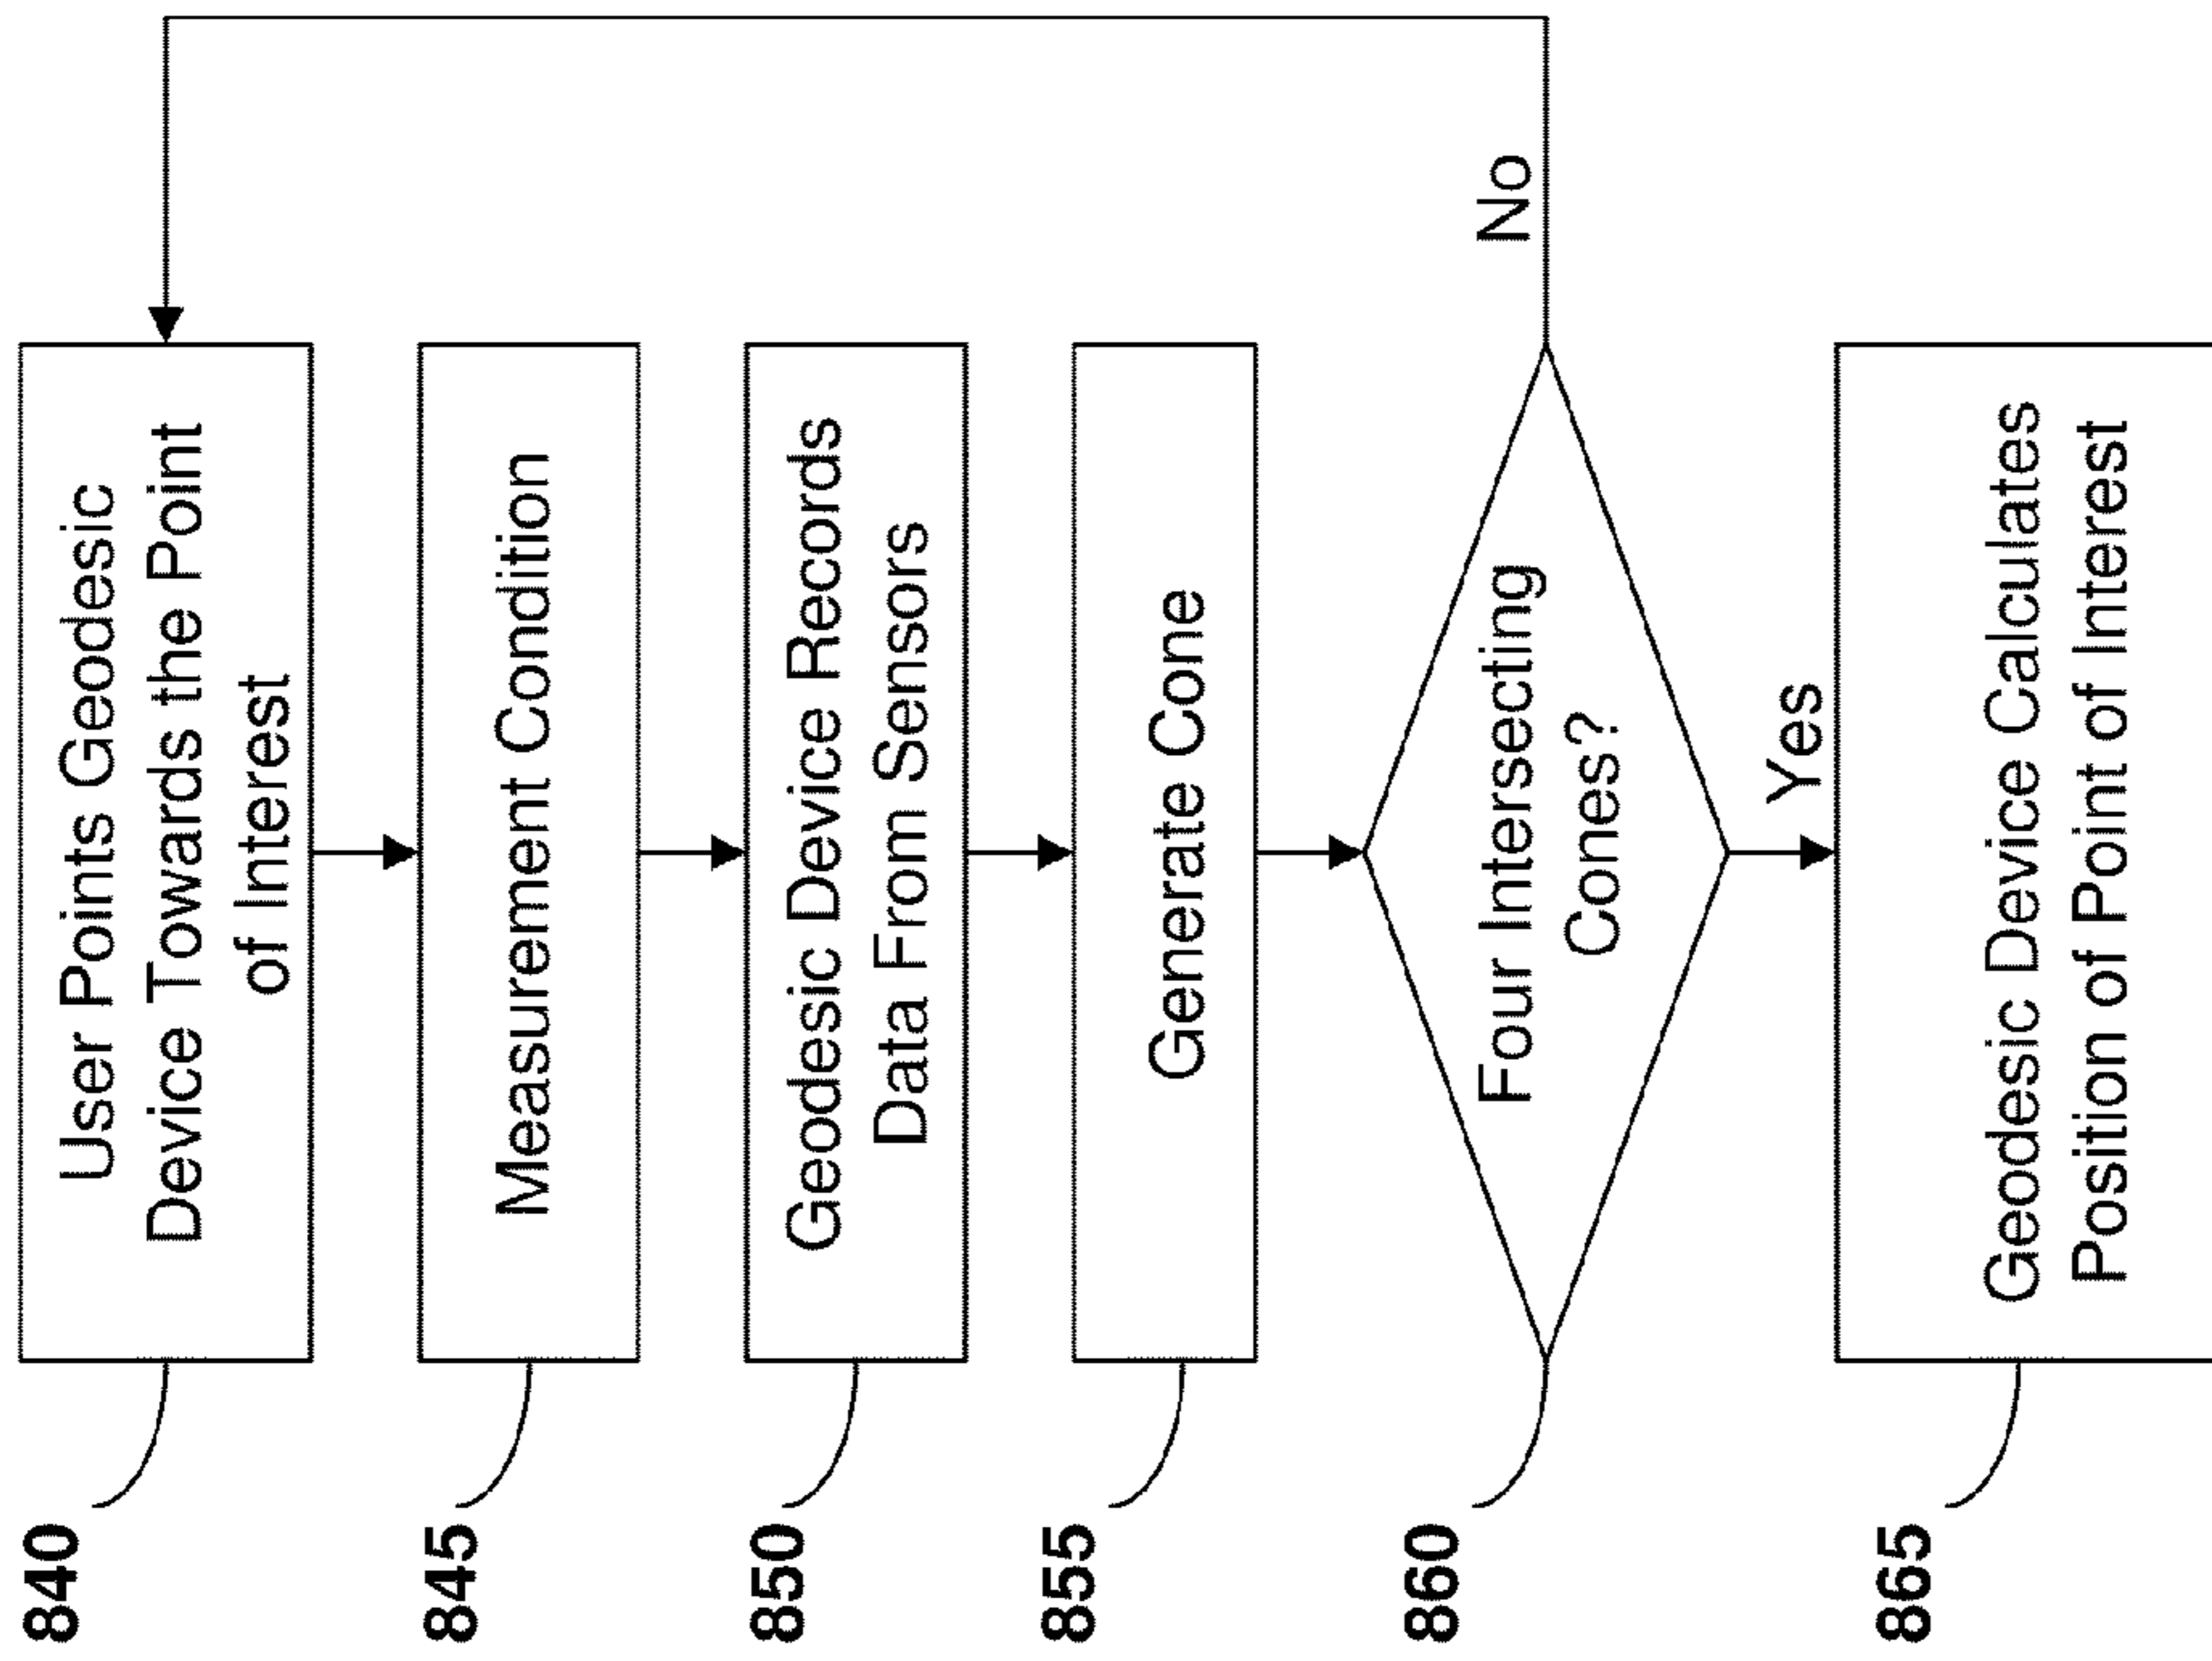 840
User Points Geodesic
Device Towards the Point
of Interest
845
Measurement Condition
850
Geodesic Device Records
Data From Sensors
855
Generate Cone
860
Four Intersecting
Cones?
No
Yes
865
Geodesic Device Calculates
Position of Point of Interest